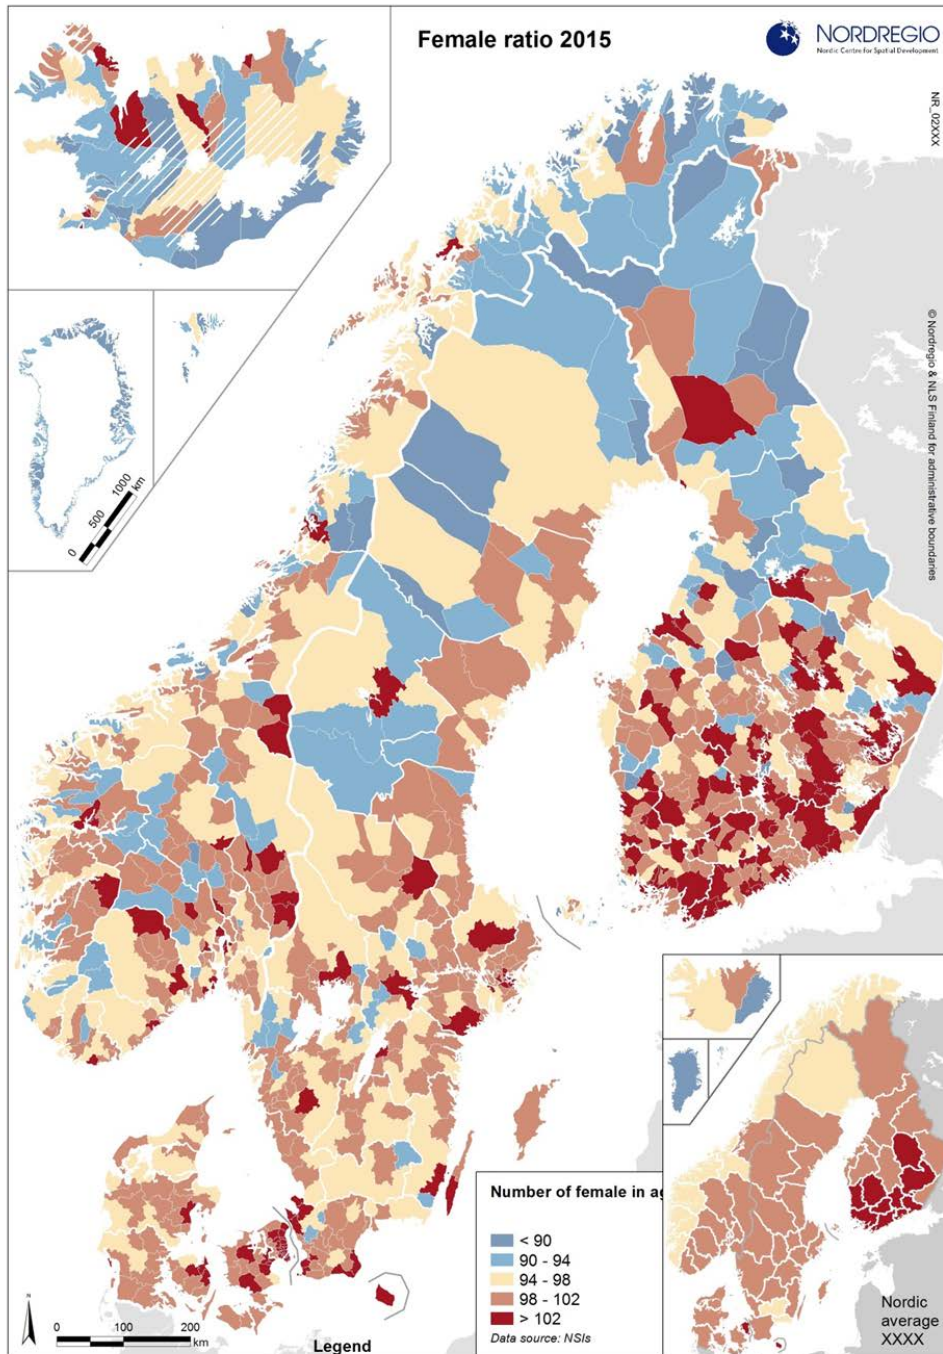 Female ratio 2015
NORDREGIO
Nordic Centre for Spatial Development
NR_02XXX
© Nordregio & NLS Finland for administrative boundaries
0 500 1000
km
Number of female in ag
< 90
90 - 94
94 - 98
98 - 102
> 102
Data source: NSIs
Nordic
average
XXXX
N
0 50 100 200
km
Legend